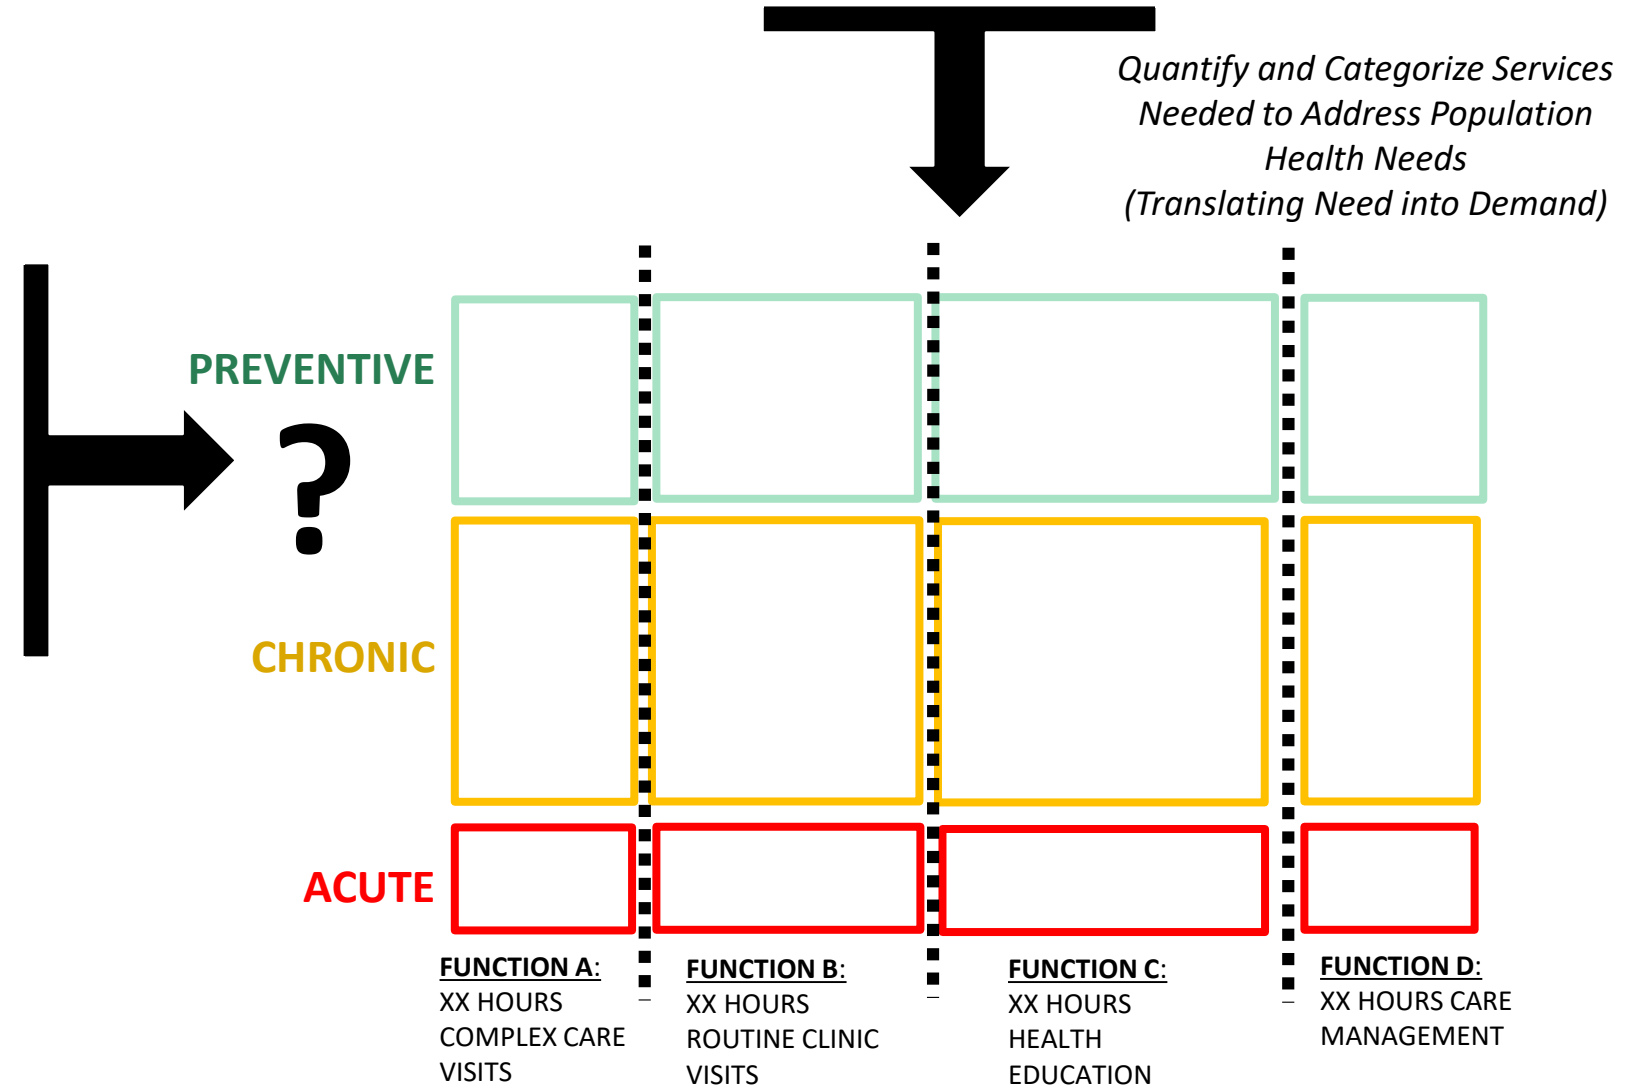 Quantify and Categorize Services
Needed to Address Population
Health Needs
(Translating Need into Demand)
PREVENTIVE
?
CHRONIC
ACUTE
FUNCTION A:
XX HOURS
COMPLEX CARE
VISITS
FUNCTION B:
XX HOURS
ROUTINE CLINIC
VISITS
FUNCTION C:
XX HOURS
HEALTH
EDUCATION
FUNCTION D:
XX HOURS CARE
MANAGEMENT